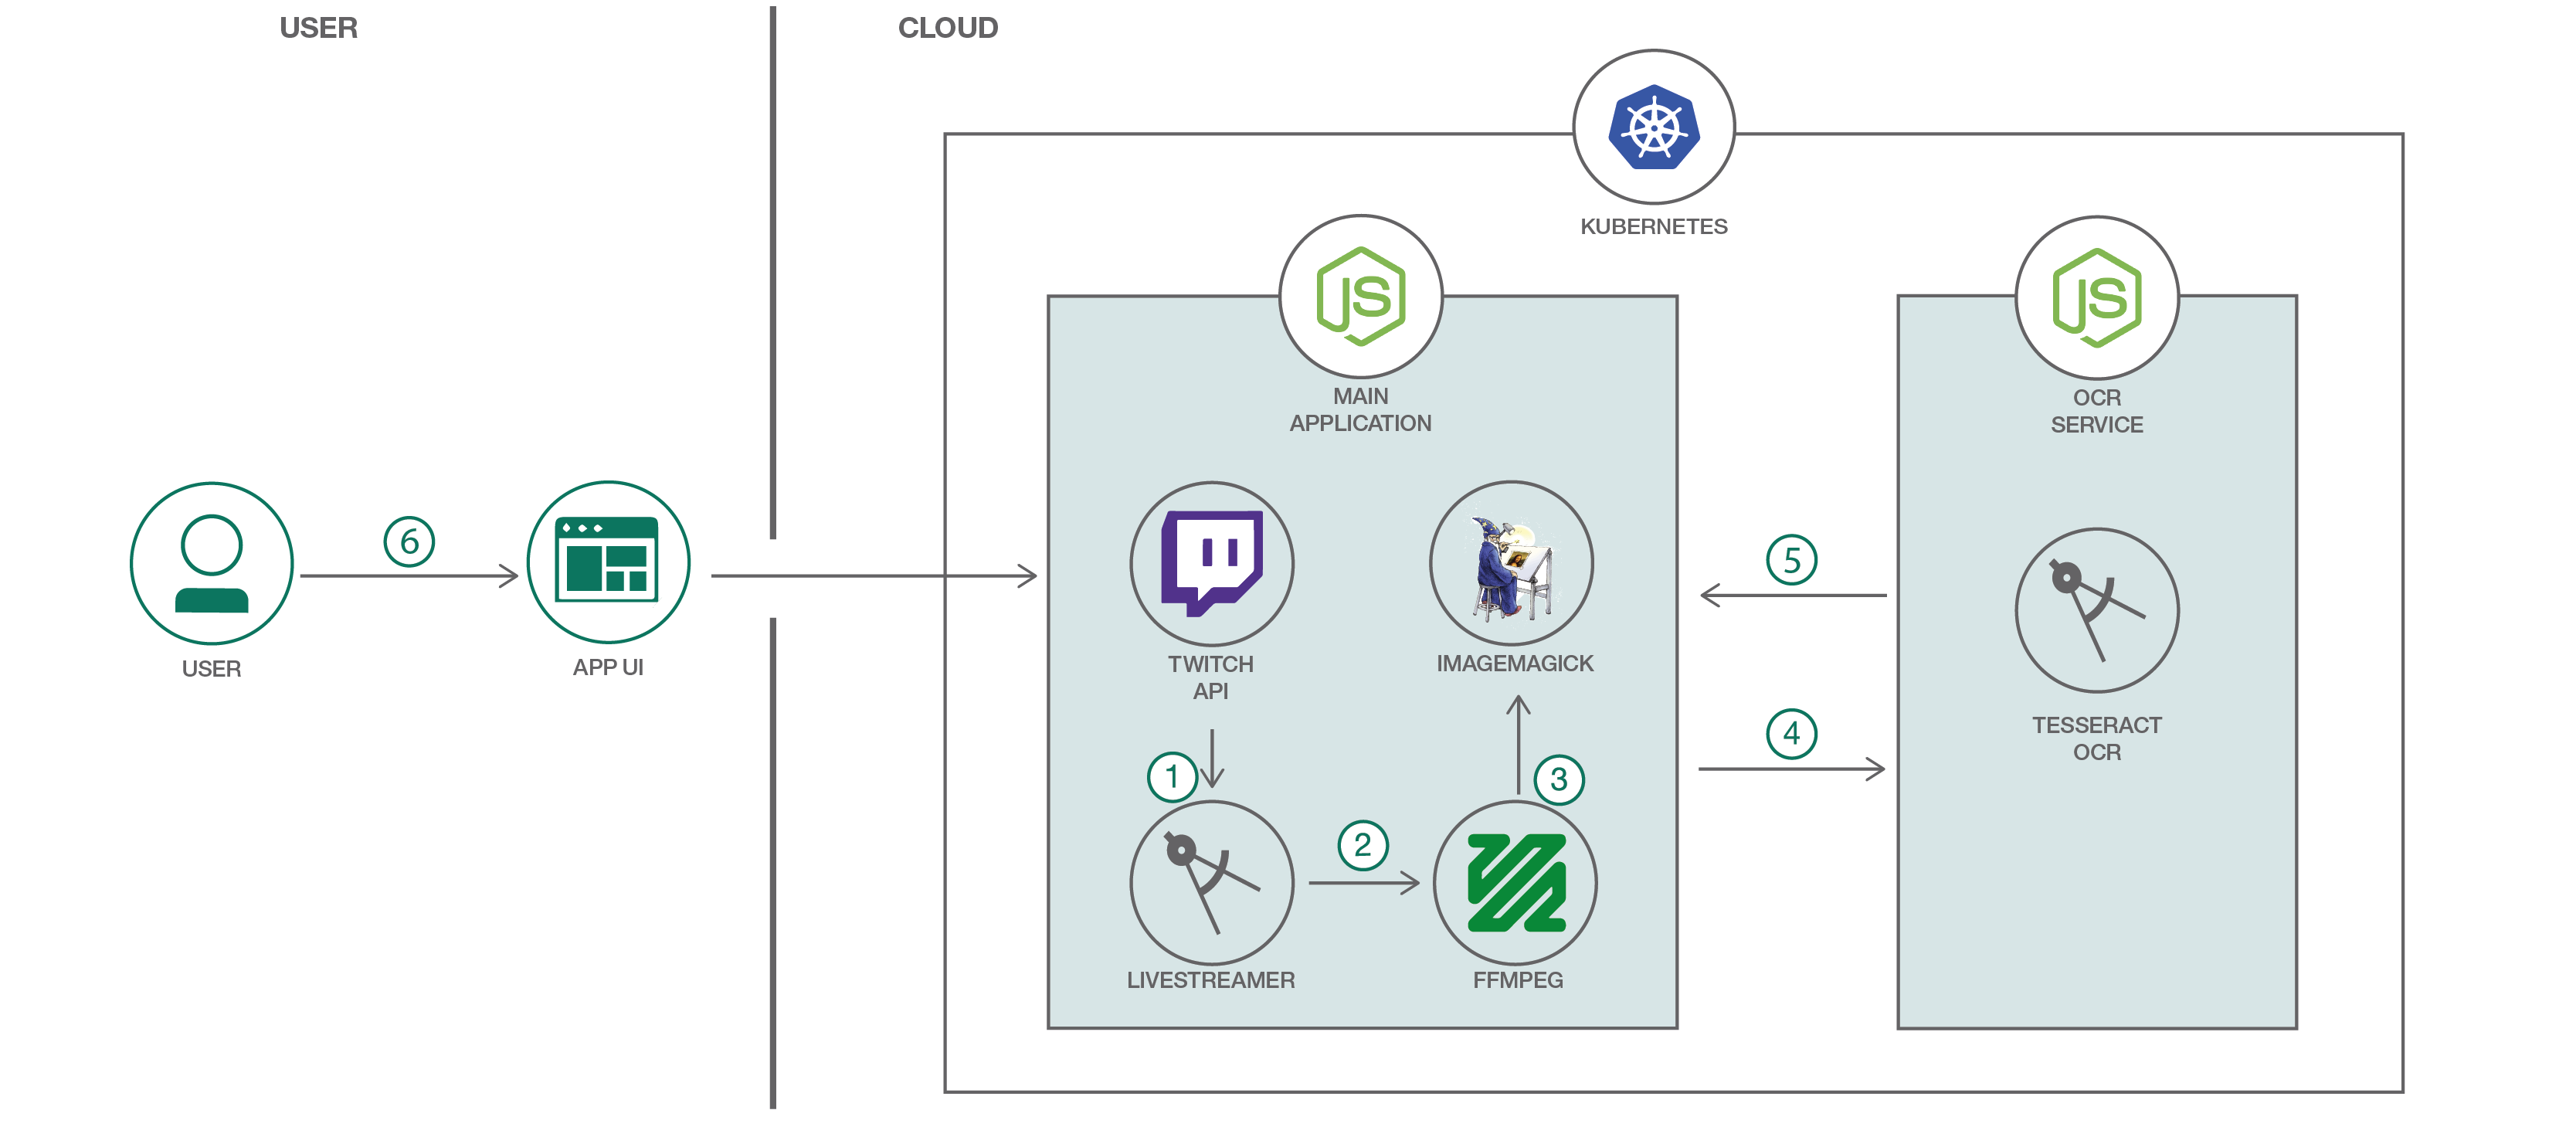 USER
CLOUD
KUBERNETES
JS
MAIN
APPLICATION
JS
OCR
SERVICE
6
USER
APP UI
TWITCH
API
IMAGEMAGICK
5
4
TESSERACT
OCR
1
3
2
LIVESTREAMER
FFMPEG